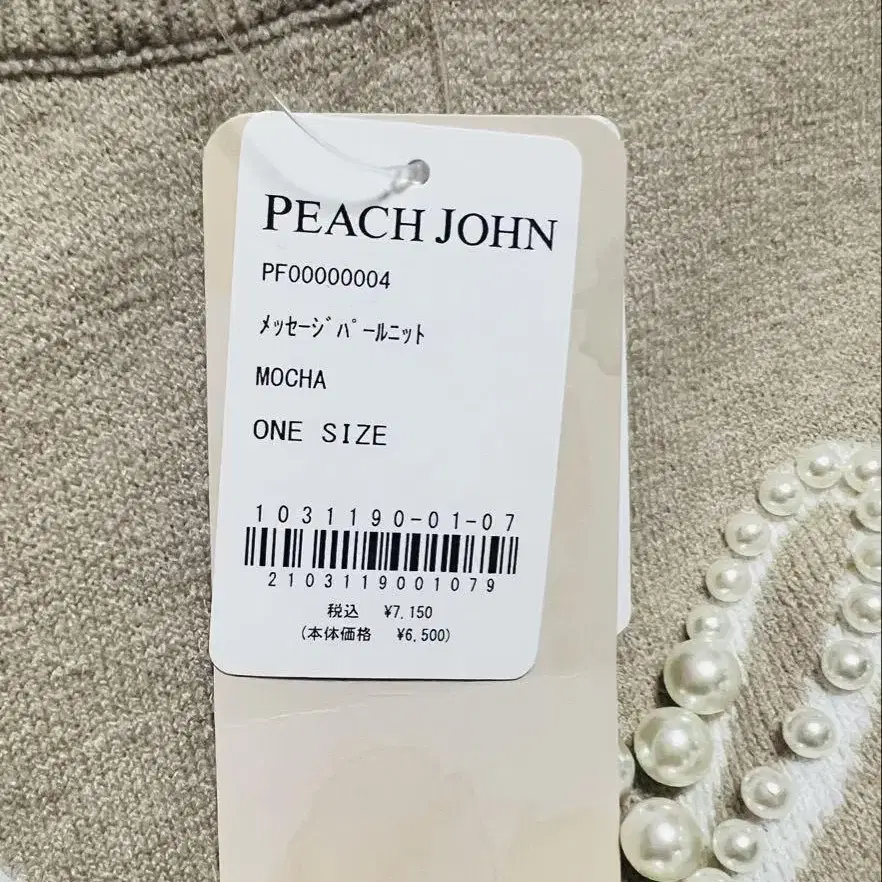 PEACH JOHN
PF00000004
ﾒｯｾｰｼﾞﾊﾟｰﾙﾆｯﾄ
MOCHA
ONE SIZE
1031190-01-07
2103119001079
税込 ¥7,150
(本体価格 ¥6,500)